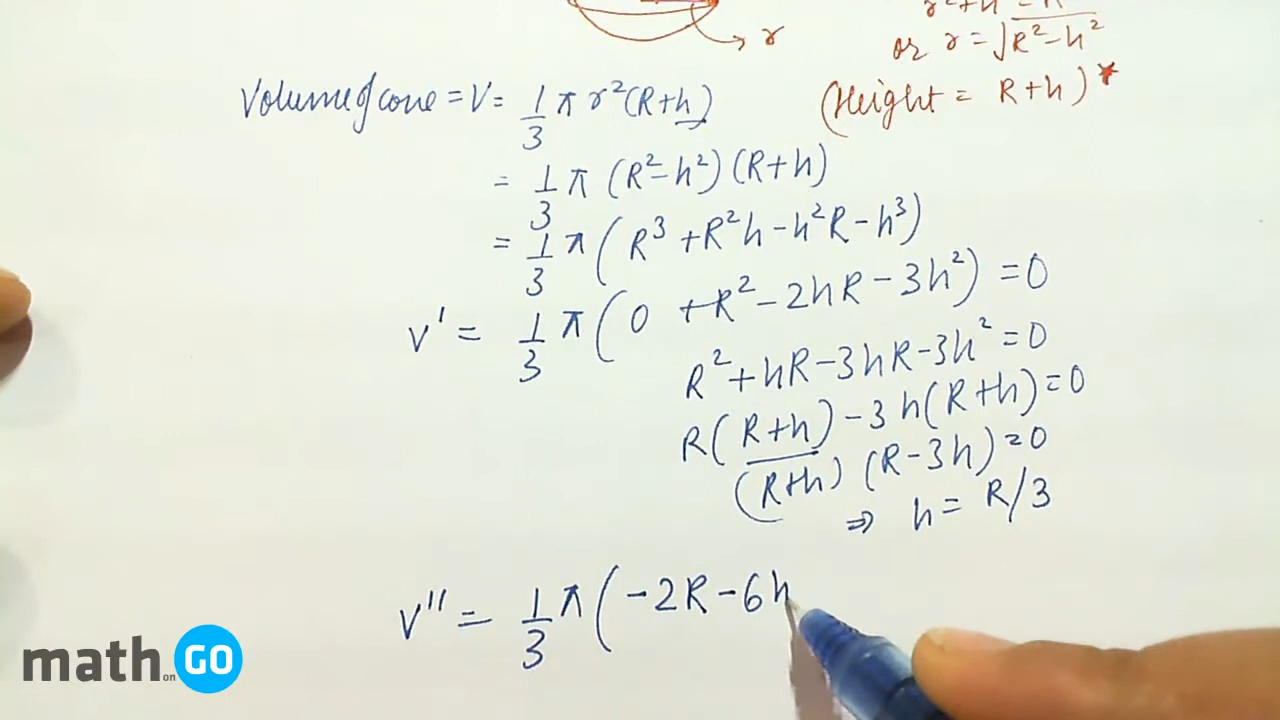 r
or r = √R²-h²
Volume of cone = V = 1/3 π r²(R+h)
(Height = R+h)*
= 1/3 π (R²-h²) (R+h)
= 1/3 π (R³ +R²h - h²R - h³)
V' = 1/3 π (0 +R² - 2hR - 3h²) = 0
R² + hR - 3hR - 3h² = 0
R(R+h) - 3h(R+h) = 0
(R+h) (R-3h) = 0
⇒ h = R/3
V'' = 1/3 π (-2R - 6h
math on GO